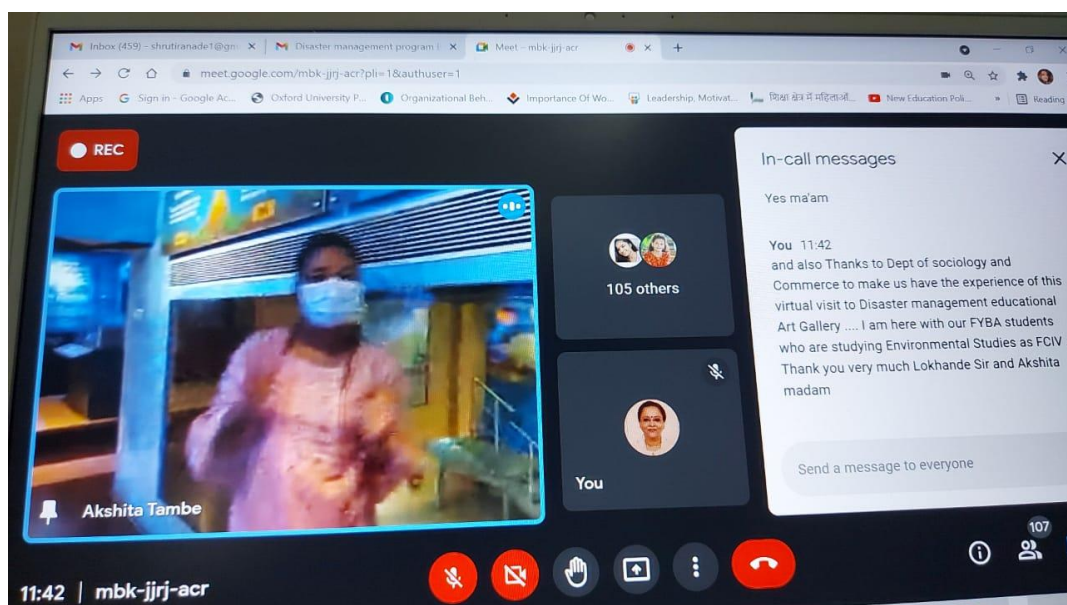 Inbox (459) - shrutiranade1@gm
Disaster management program i
Meet – mbk-jjrj-acr
meet.google.com/mbk-jjrj-acr?pli=1&authuser=1
Apps
Sign in - Google Ac...
Oxford University P...
Organizational Beh...
Importance Of Wo...
Leadership, Motivat...
शिक्षा क्षेत्र में महिलाओं...
New Education Poli...
»
Reading
REC
In-call messages
Yes ma'am
You 11:42
and also Thanks to Dept of sociology and
Commerce to make us have the experience of this
virtual visit to Disaster management educational
Art Gallery .... I am here with our FYBA students
who are studying Environmental Studies as FCIV
Thank you very much Lokhande Sir and Akshita
madam
Send a message to everyone
105 others
You
Akshita Tambe
107
11:42 | mbk-jjrj-acr